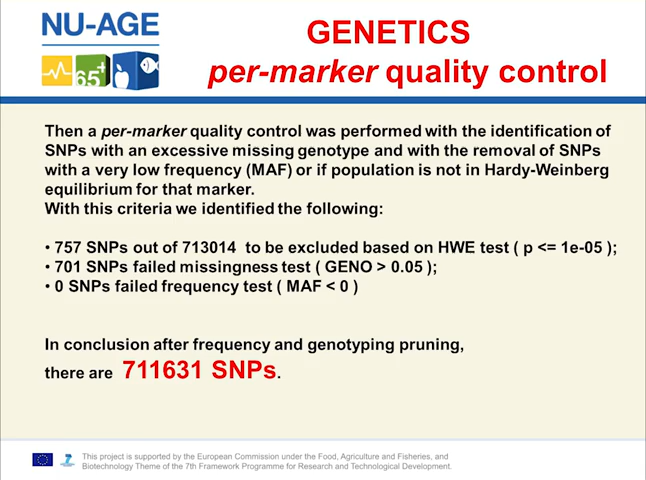 NU-AGE
GENETICS
per-marker quality control
65+
Then a per-marker quality control was performed with the identification of
SNPs with an excessive missing genotype and with the removal of SNPs
with a very low frequency (MAF) or if population is not in Hardy-Weinberg
equilibrium for that marker.
With this criteria we identified the following:
• 757 SNPs out of 713014 to be excluded based on HWE test ( p <= 1e-05 );
• 701 SNPs failed missingness test ( GENO > 0.05 );
• 0 SNPs failed frequency test ( MAF < 0 )
In conclusion after frequency and genotyping pruning,
there are 711631 SNPs.
This project is supported by the European Commission under the Food, Agriculture and Fisheries, and
Biotechnology Theme of the 7th Framework Programme for Research and Technological Development.